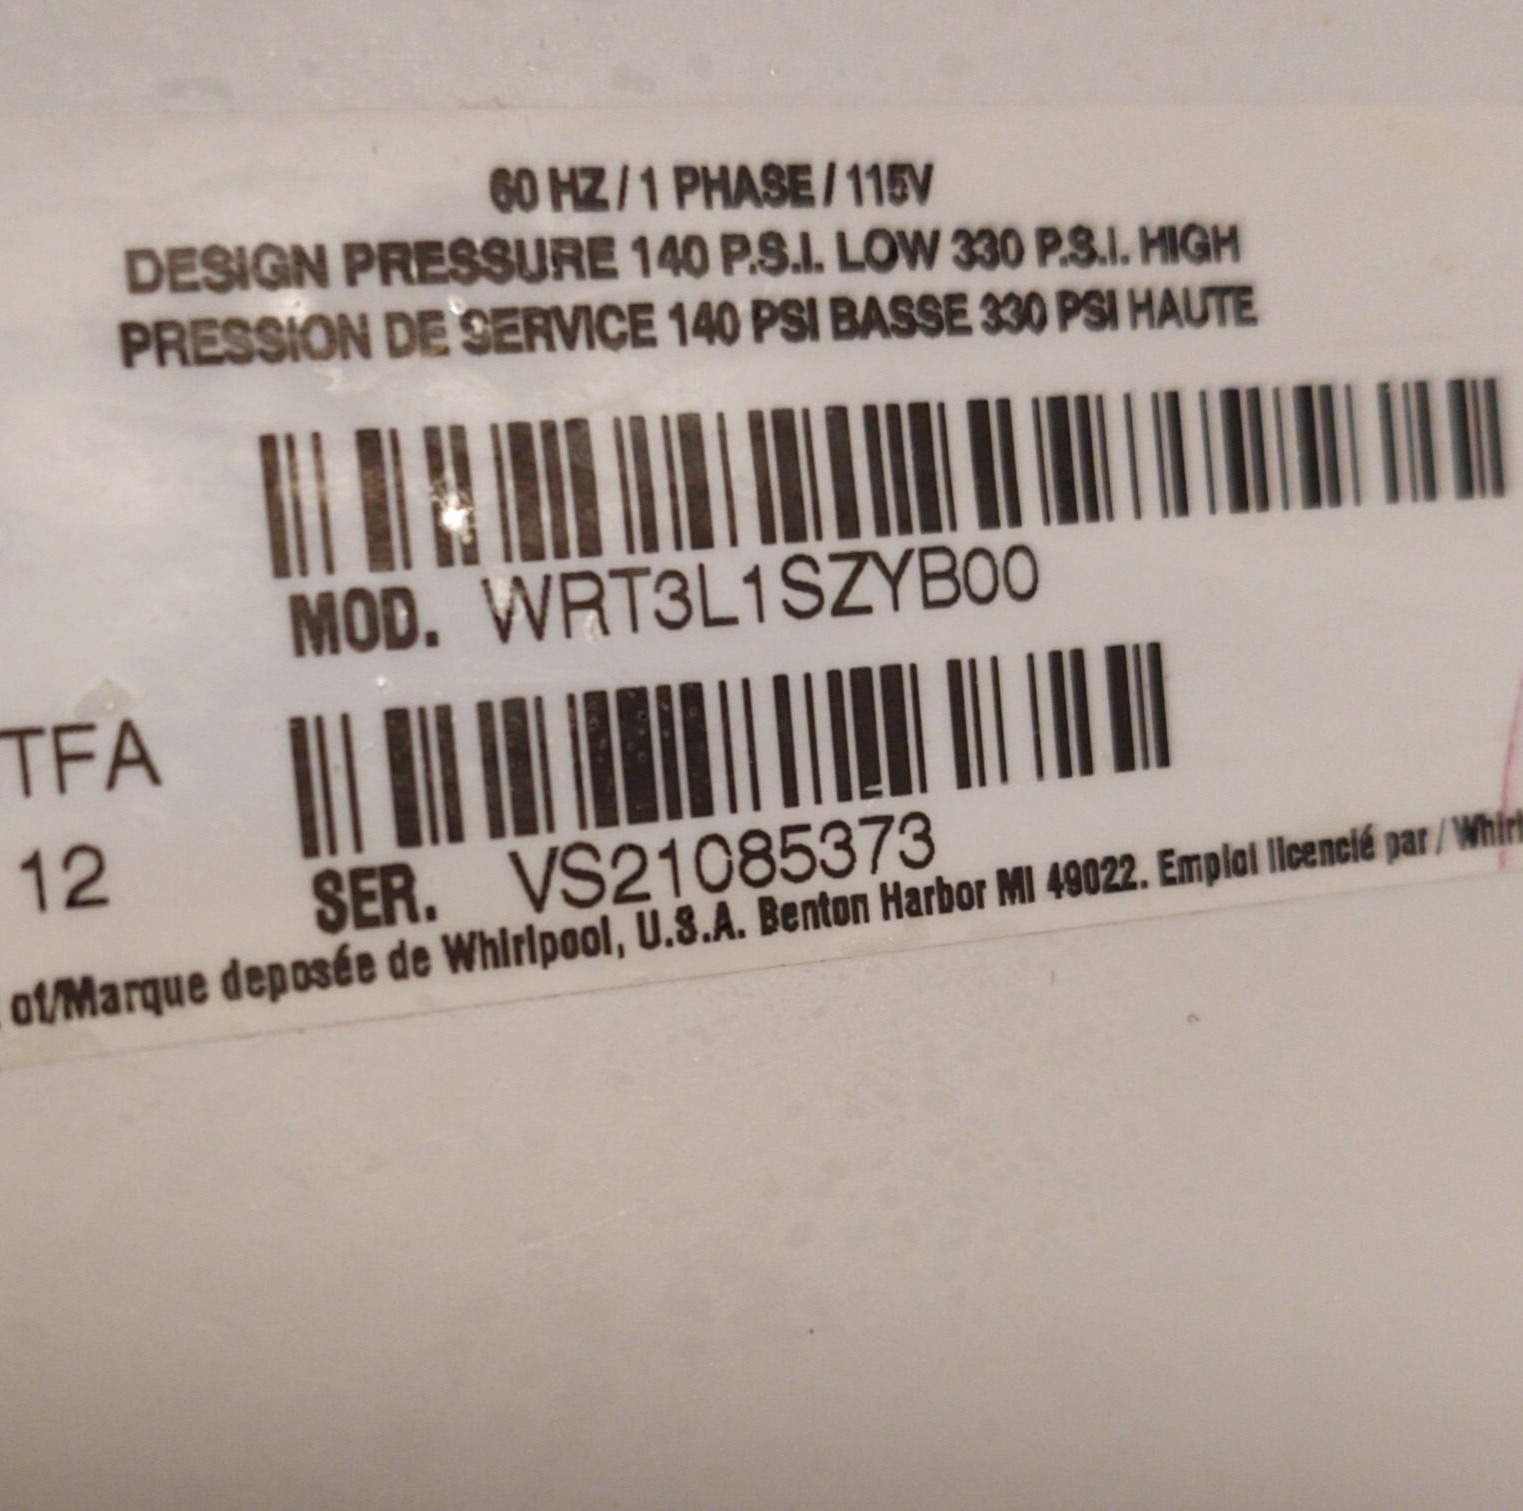 60 HZ / 1 PHASE / 115V
DESIGN PRESSURE 140 P.S.I. LOW 330 P.S.I. HIGH
PRESSION DE SERVICE 140 PSI BASSE 330 PSI HAUTE
MOD. WRT3L1SZYB00
TFA
12
SER. VS21085373
of/Marque deposée de Whirlpool, U.S.A. Benton Harbor MI 49022. Emploi licencié par / Whirl